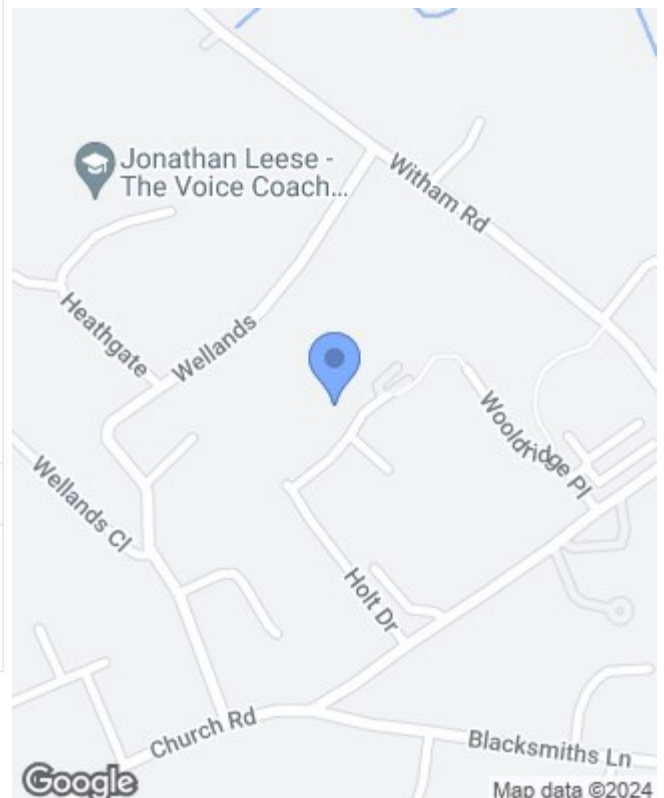 Jonathan Leese -
The Voice Coach...
Witham Rd
Heathgate
Wellands
Wooldridge Pl
Wellands Cl
Holt Dr
Church Rd
Blacksmiths Ln
Google
Map data ©2024